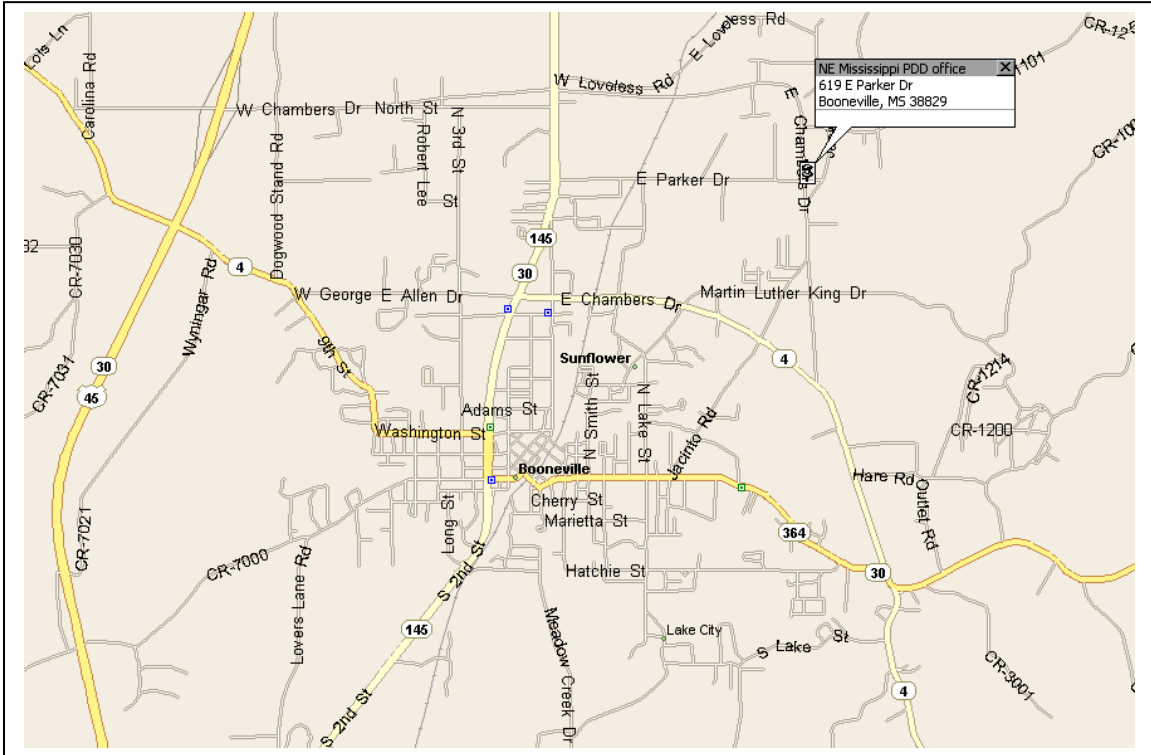 Lois Ln
Carolina Rd
W Chambers Dr North St
N 3rd St
Robert Lee
St
Dogwood Stand Rd
W Loveless Rd
E Lovel
less Rd
CR-12
1101
CR-100
NE Mississippi PDD office
619 E Parker Dr
Booneville, MS 38829
E Chambers Dr
E Parker Dr
145
30
4
CR-7030
Wyningar Rd
W George E Allen Dr
E Chambers Dr
Martin Luther King Dr
4
9th St
Sunflower
30
45
CR-7031
N Smith St
N Lake St
Jacinto Rd
CR-1214
CR-1200
Adams St
Washington St
Booneville
Hare Rd
Outlet Rd
Cherry St
Marietta St
Long St
364
CR-7021
CR-7000
Lovers Lane Rd
Hatchie St
30
S 2nd St
145
Meadow Creek Dr
Lake City
S Lake St
CR-3001
4
S 2nd St